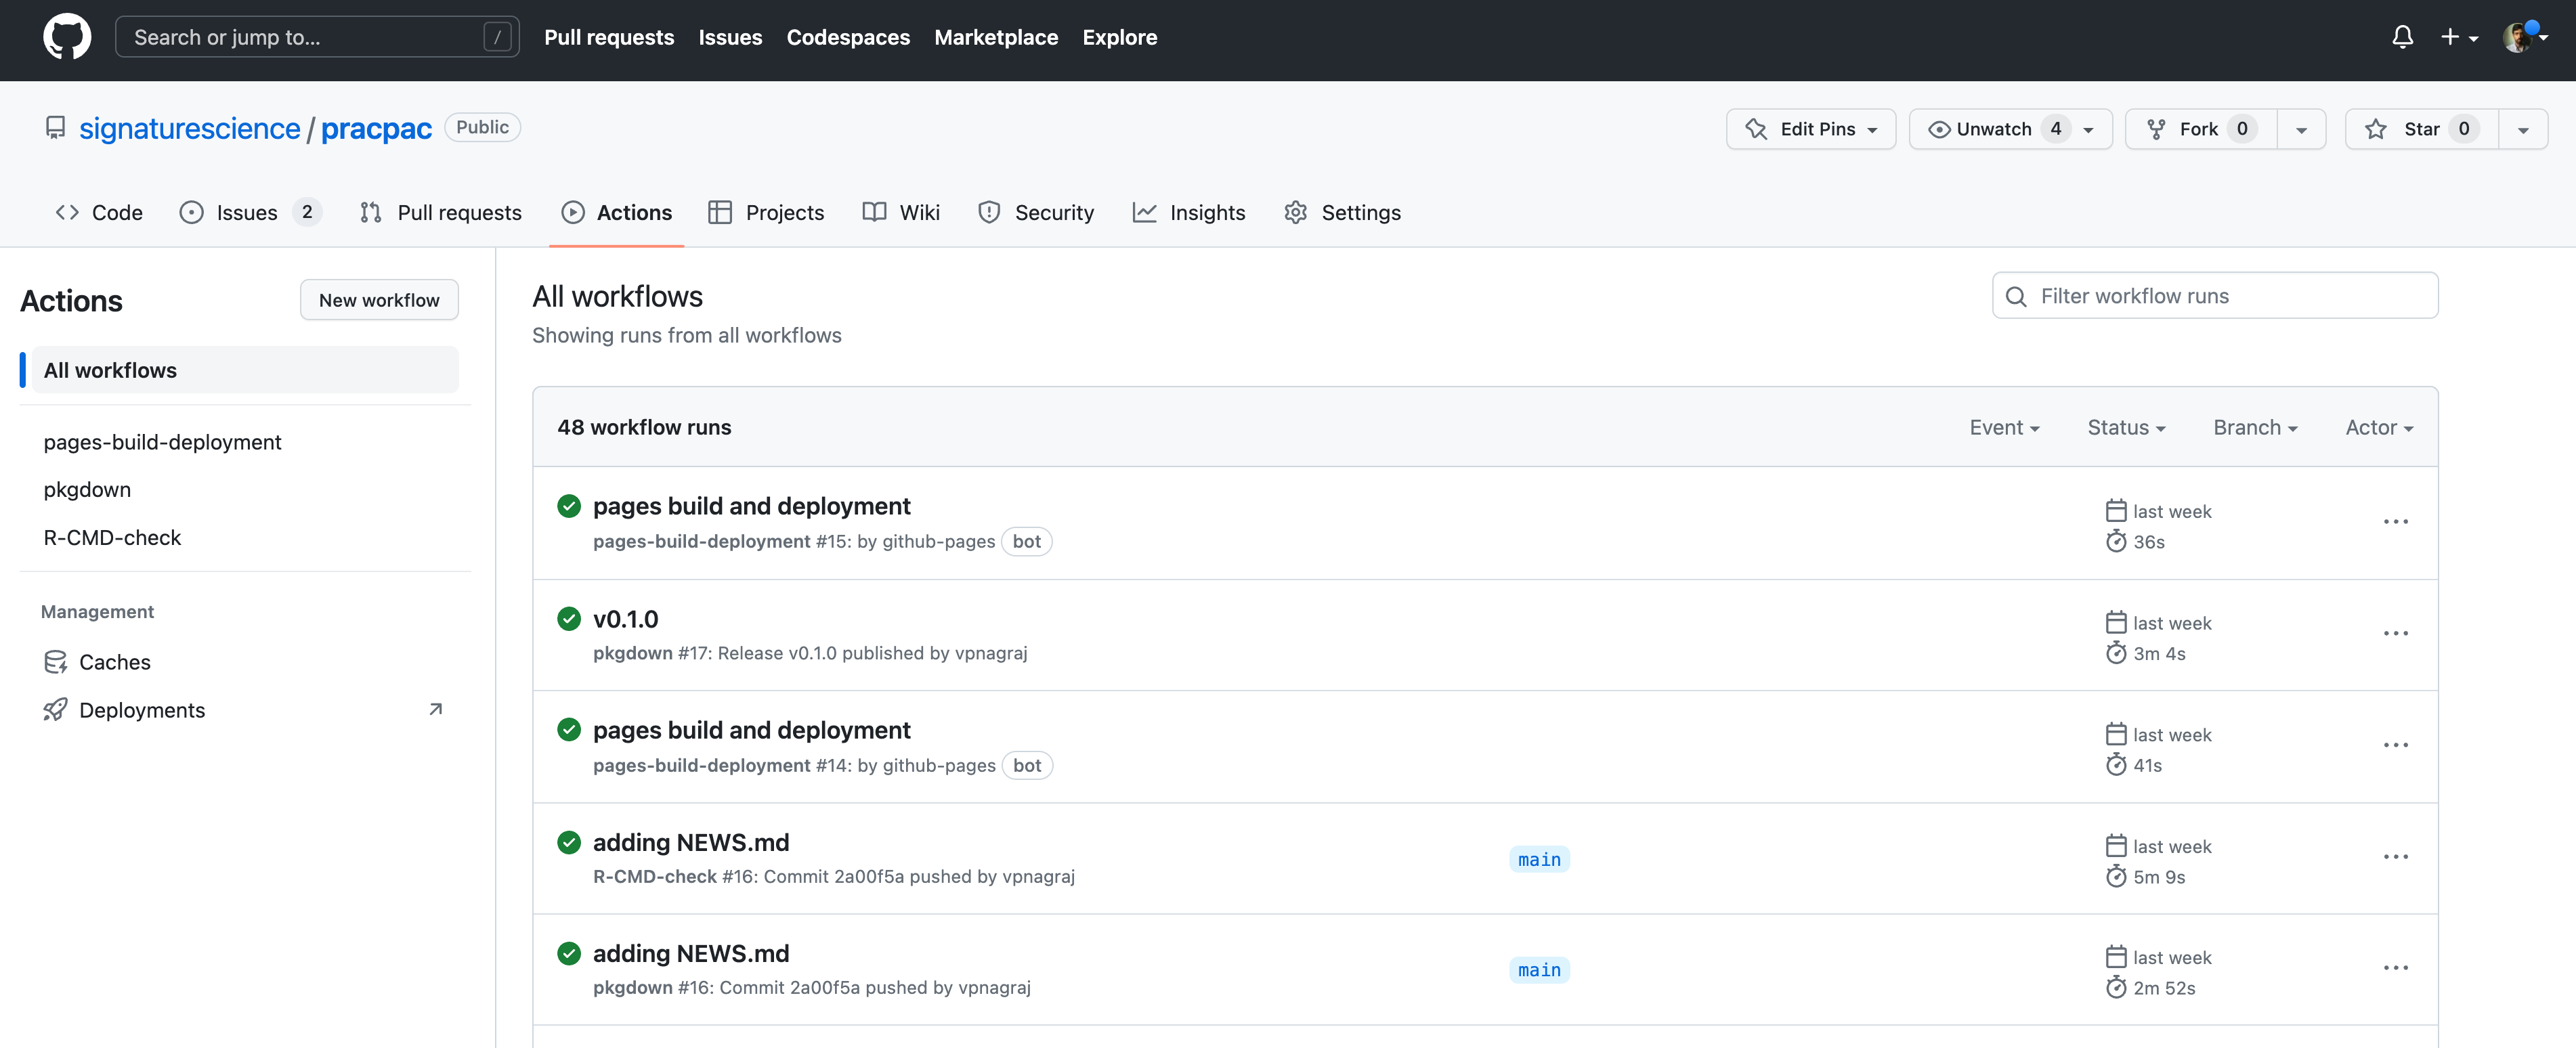 Search or jump to... / Pull requests Issues Codespaces Marketplace Explore
signaturescience / pracpac Public Edit Pins Unwatch 4 Fork 0 Star 0
Code Issues 2 Pull requests Actions Projects Wiki Security Insights Settings
Actions New workflow
All workflows
pages-build-deployment
pkgdown
R-CMD-check
Management
Caches
Deployments
All workflows
Showing runs from all workflows
Filter workflow runs
48 workflow runs Event Status Branch Actor
pages build and deployment
pages-build-deployment #15: by github-pages bot
last week
36s
v0.1.0
pkgdown #17: Release v0.1.0 published by vpnagraj
last week
3m 4s
pages build and deployment
pages-build-deployment #14: by github-pages bot
last week
41s
adding NEWS.md
R-CMD-check #16: Commit 2a00f5a pushed by vpnagraj
main
last week
5m 9s
adding NEWS.md
pkgdown #16: Commit 2a00f5a pushed by vpnagraj
main
last week
2m 52s